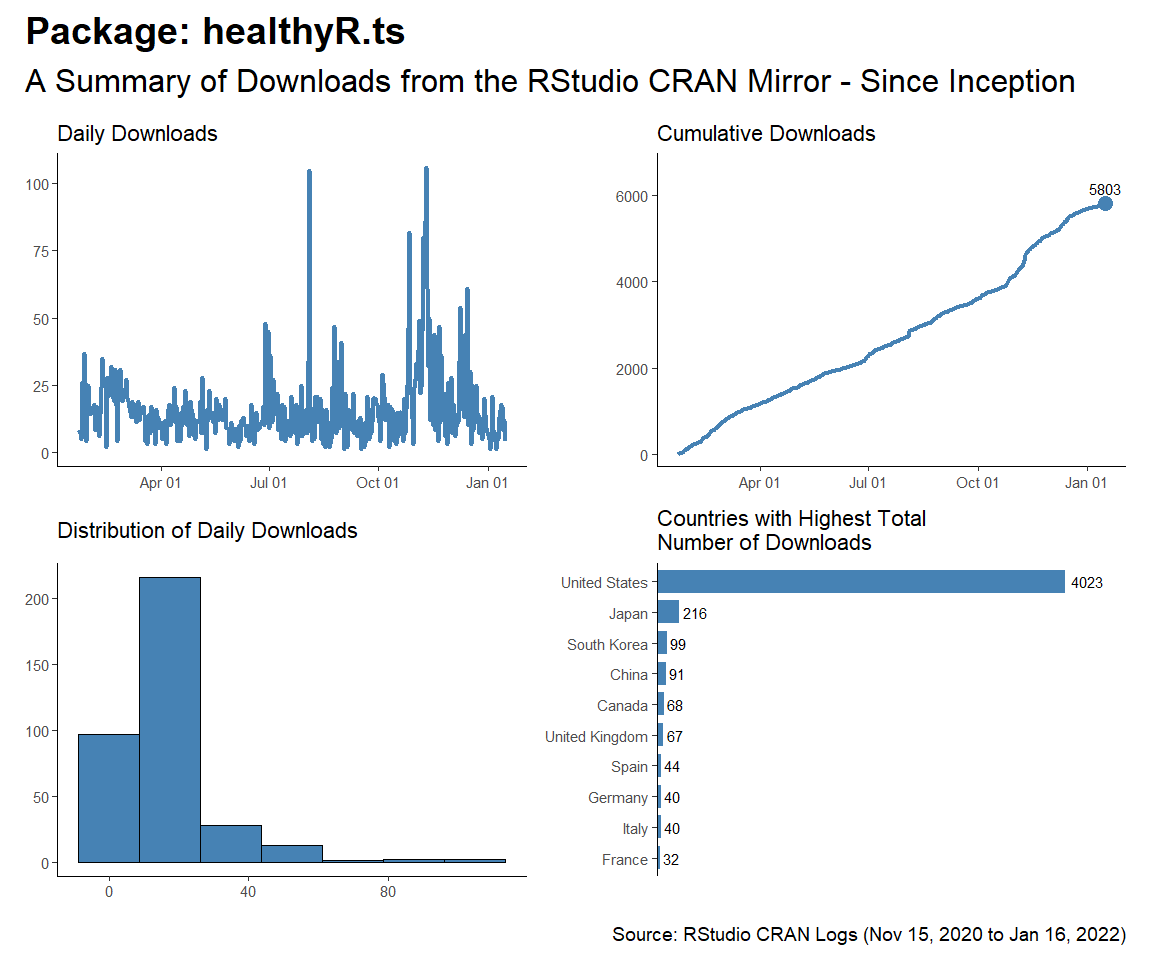 Package: healthyR.ts
A Summary of Downloads from the RStudio CRAN Mirror - Since Inception
Daily Downloads
100
75
50
25
0
Apr 01 Jul 01 Oct 01 Jan 01
Cumulative Downloads
6000
4000
2000
0
5803
Apr 01 Jul 01 Oct 01 Jan 01
Distribution of Daily Downloads
200
150
100
50
0
0 40 80
Countries with Highest Total
Number of Downloads
United States 4023
Japan 216
South Korea 99
China 91
Canada 68
United Kingdom 67
Spain 44
Germany 40
Italy 40
France 32
Source: RStudio CRAN Logs (Nov 15, 2020 to Jan 16, 2022)